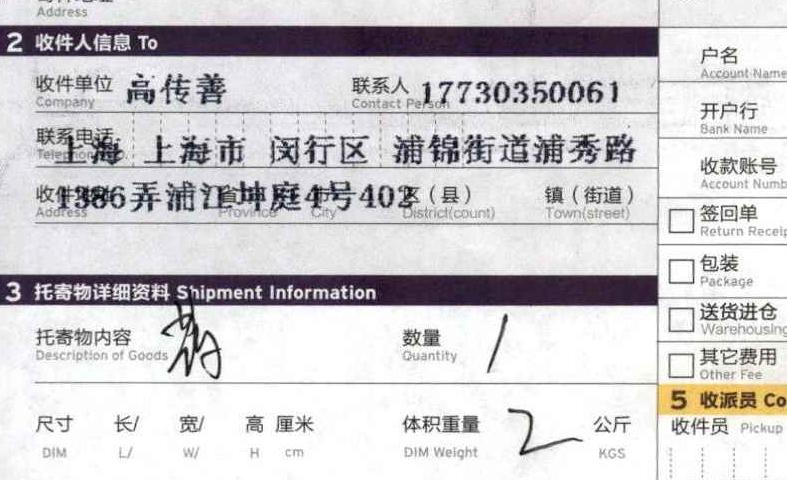 Address
2 收件人信息 To
收件单位 高传善 联系人 17730350061
Company Contact Person
联系电话 上海 上海市 闵行区 浦锦街道浦秀路
Telephone No.
收件地址 1386弄浦江坤庭4号402 省 市 区（县） 镇（街道）
Address Province City District(count) Town(street)
3 托寄物详细资料 Shipment Information
托寄物内容 数量 1
Description of Goods Quantity
尺寸 长/ 宽/ 高 厘米 体积重量 2 公斤
DIM L/ W/ H cm DIM Weight KGS
户名
Account Name
开户行
Bank Name
收款账号
Account Numb
签回单
Return Receip
包装
Package
送货进仓
Warehousing
其它费用
Other Fee
5 收派员 Co
收件员 Pickup